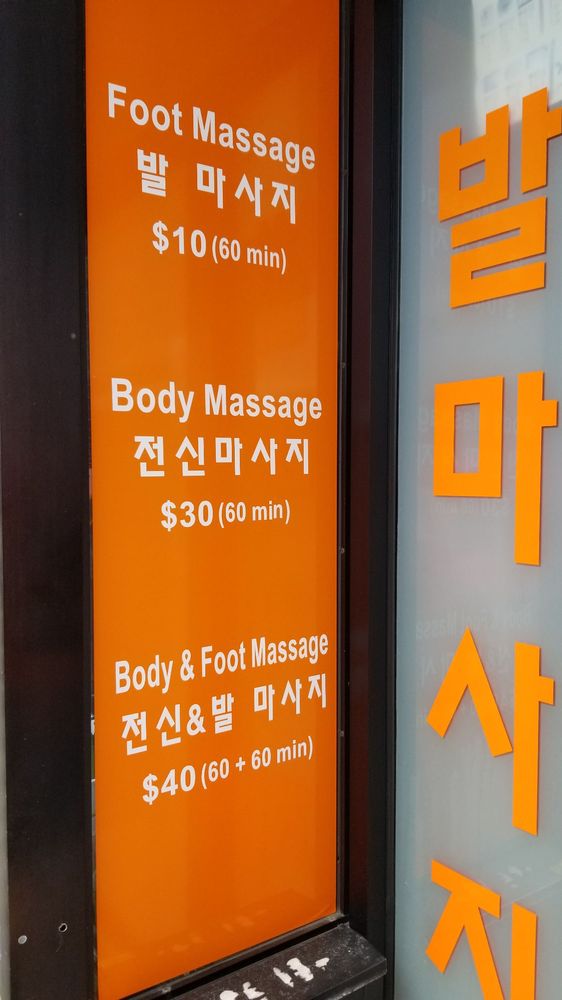 Foot Massage
발 마사지
$10 (60 min)
Body Massage
전신마사지
$30 (60 min)
Body & Foot Massage
전신&발 마사지
$40 (60 + 60 min)
발마사지